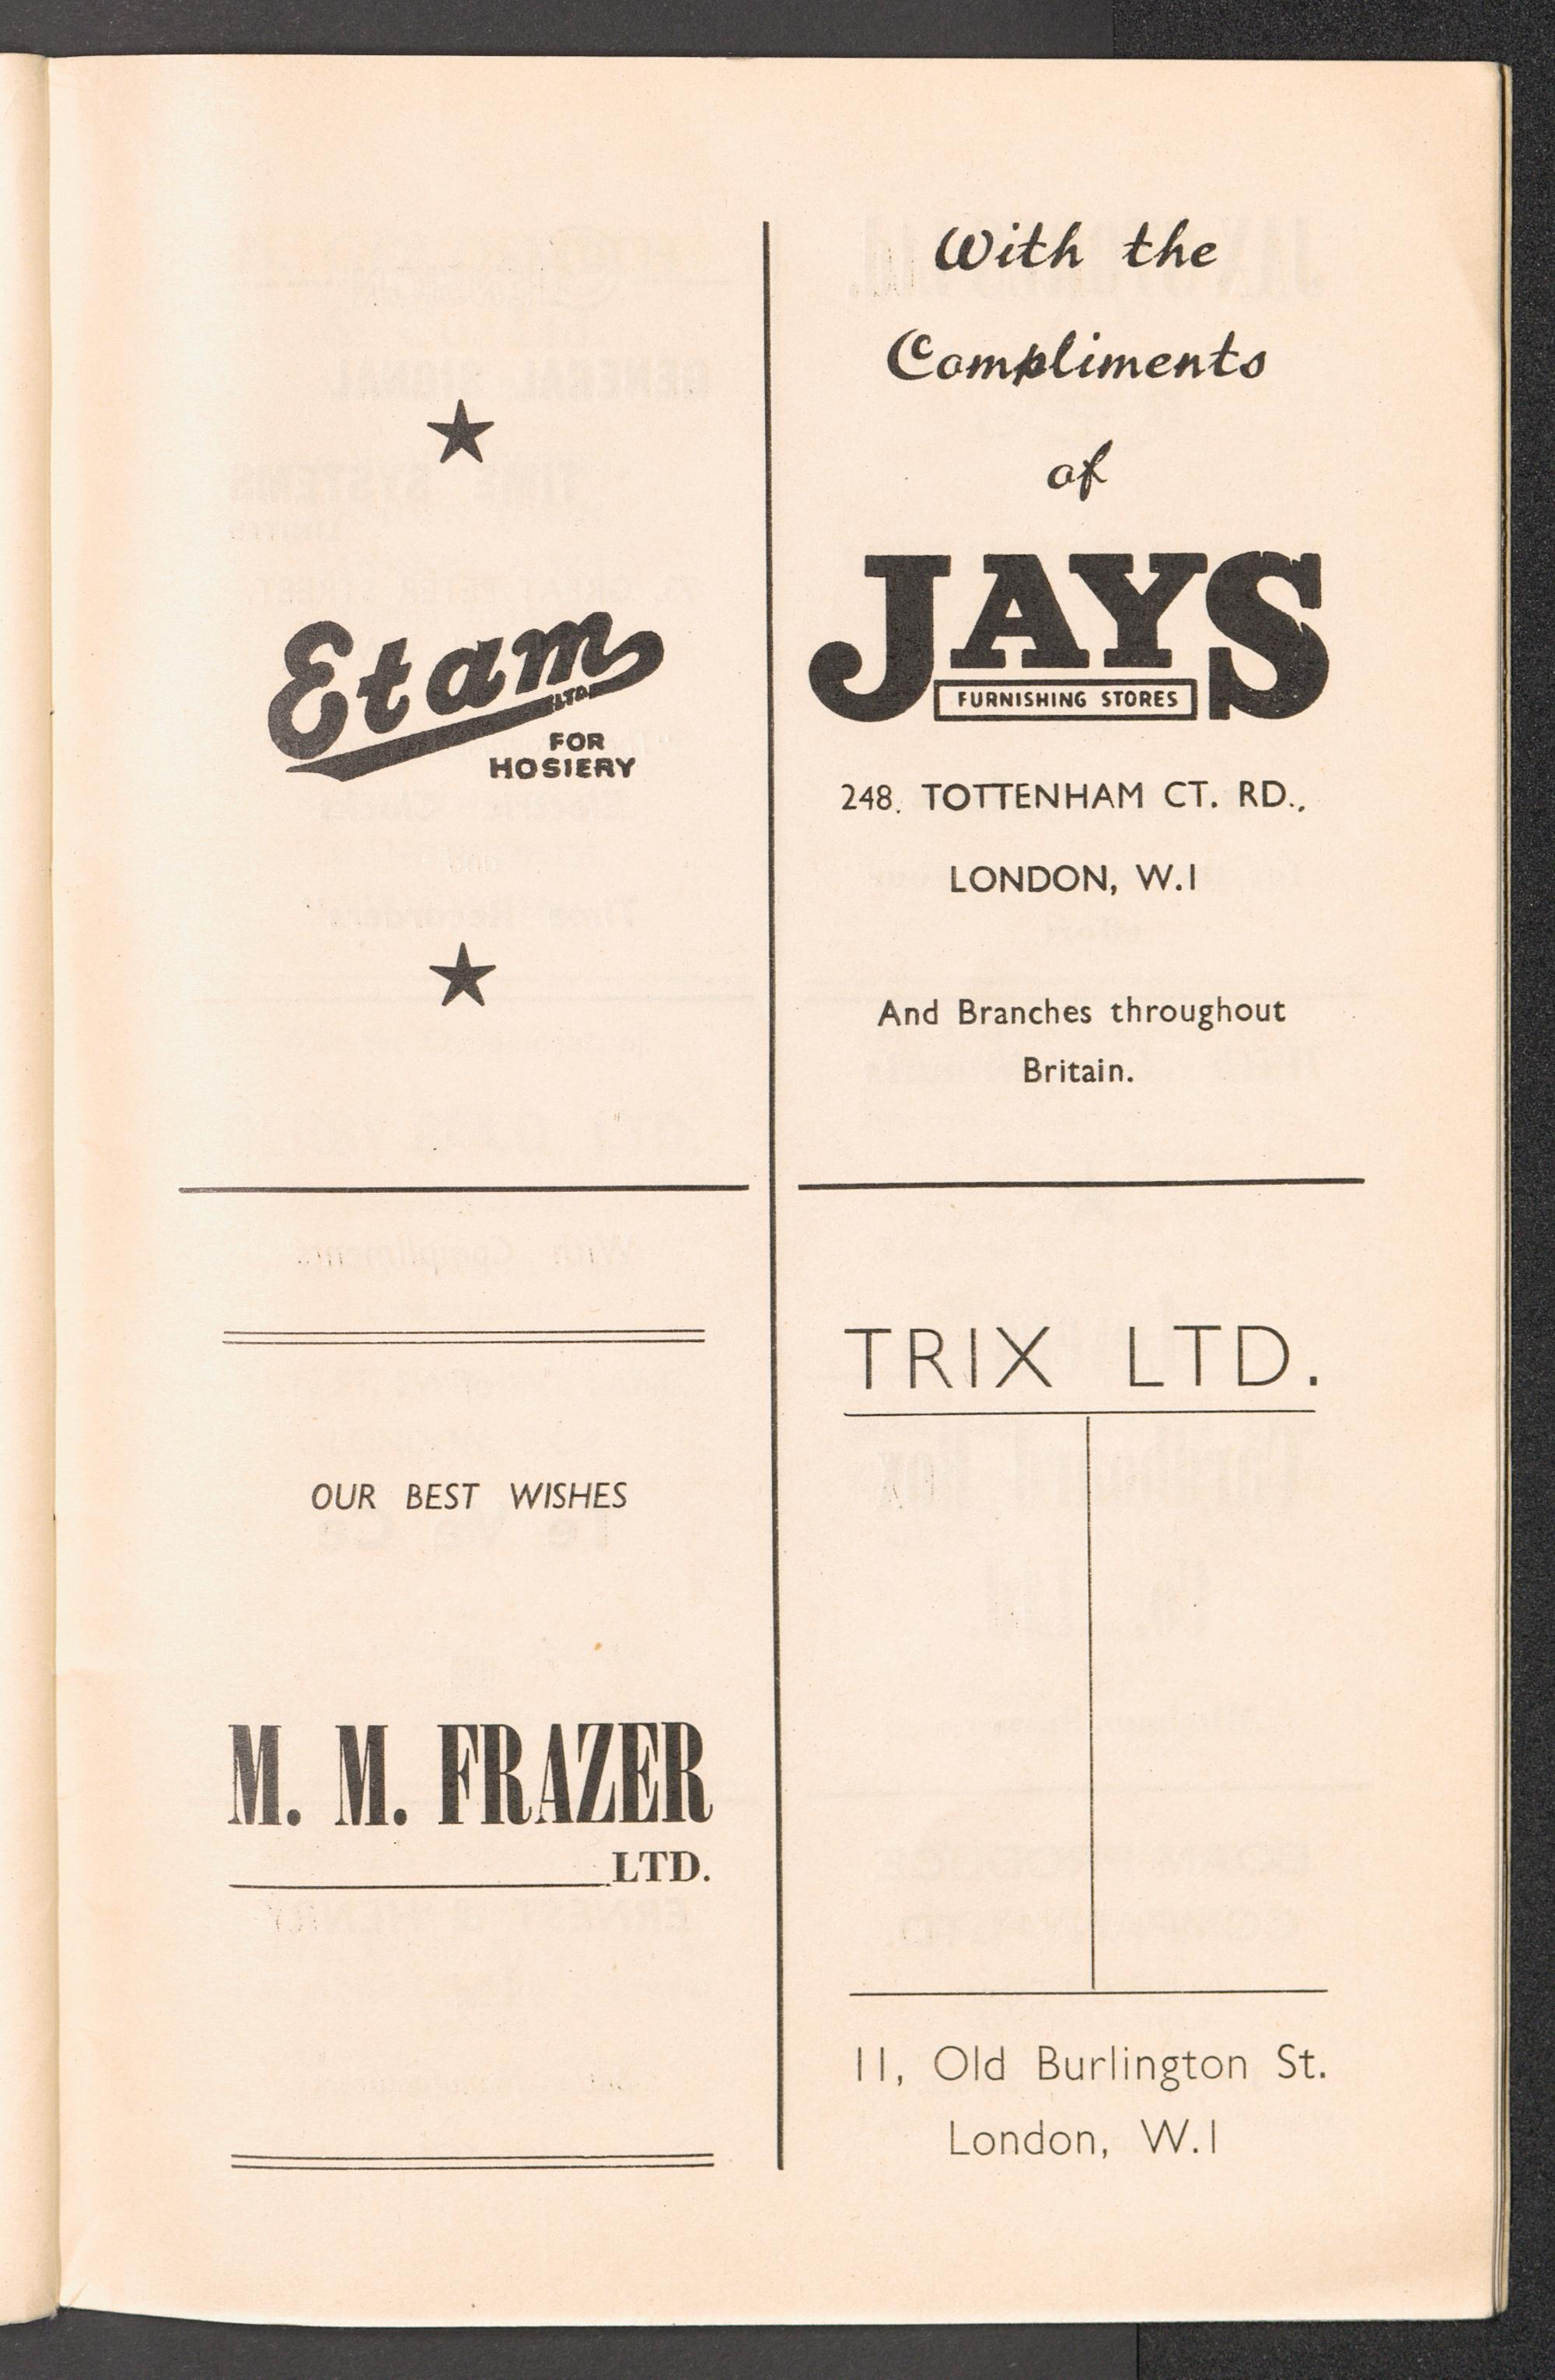 Etam
LTD
FOR
HOSIERY
With the
Compliments
of
JAYS
FURNISHING STORES
248, TOTTENHAM CT. RD.,
LONDON, W.1
And Branches throughout
Britain.
OUR BEST WISHES
M. M. FRAZER
LTD.
TRIX LTD.
11, Old Burlington St.
London, W.1